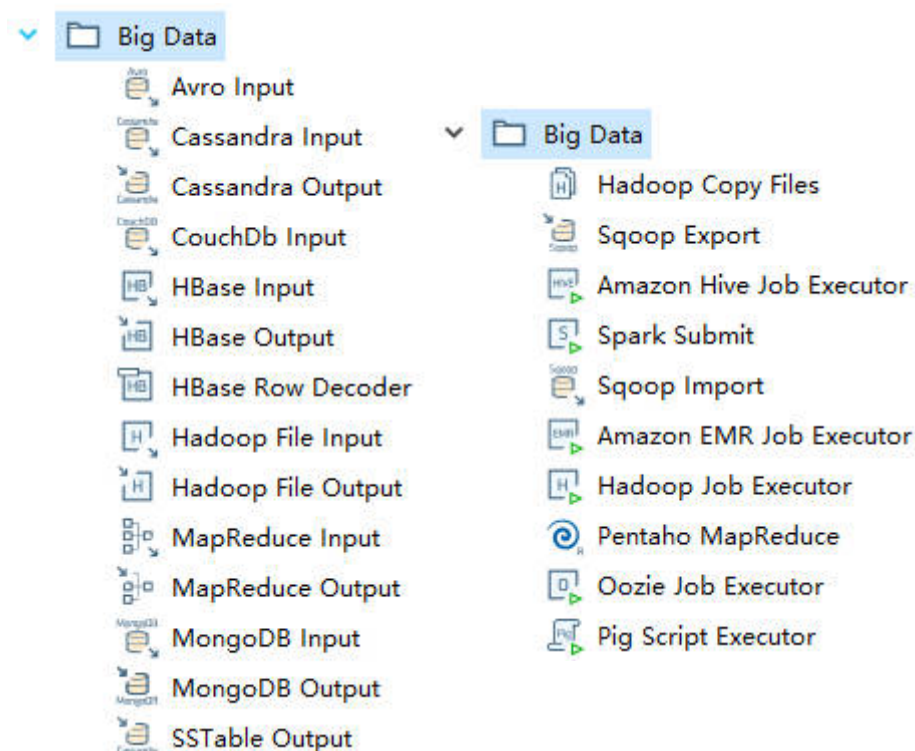 Big Data
Avro Input
Cassandra Input
Cassandra Output
CouchDb Input
HBase Input
HBase Output
HBase Row Decoder
Hadoop File Input
Hadoop File Output
MapReduce Input
MapReduce Output
MongoDB Input
MongoDB Output
SSTable Output
Big Data
Hadoop Copy Files
Sqoop Export
Amazon Hive Job Executor
Spark Submit
Sqoop Import
Amazon EMR Job Executor
Hadoop Job Executor
Pentaho MapReduce
Oozie Job Executor
Pig Script Executor